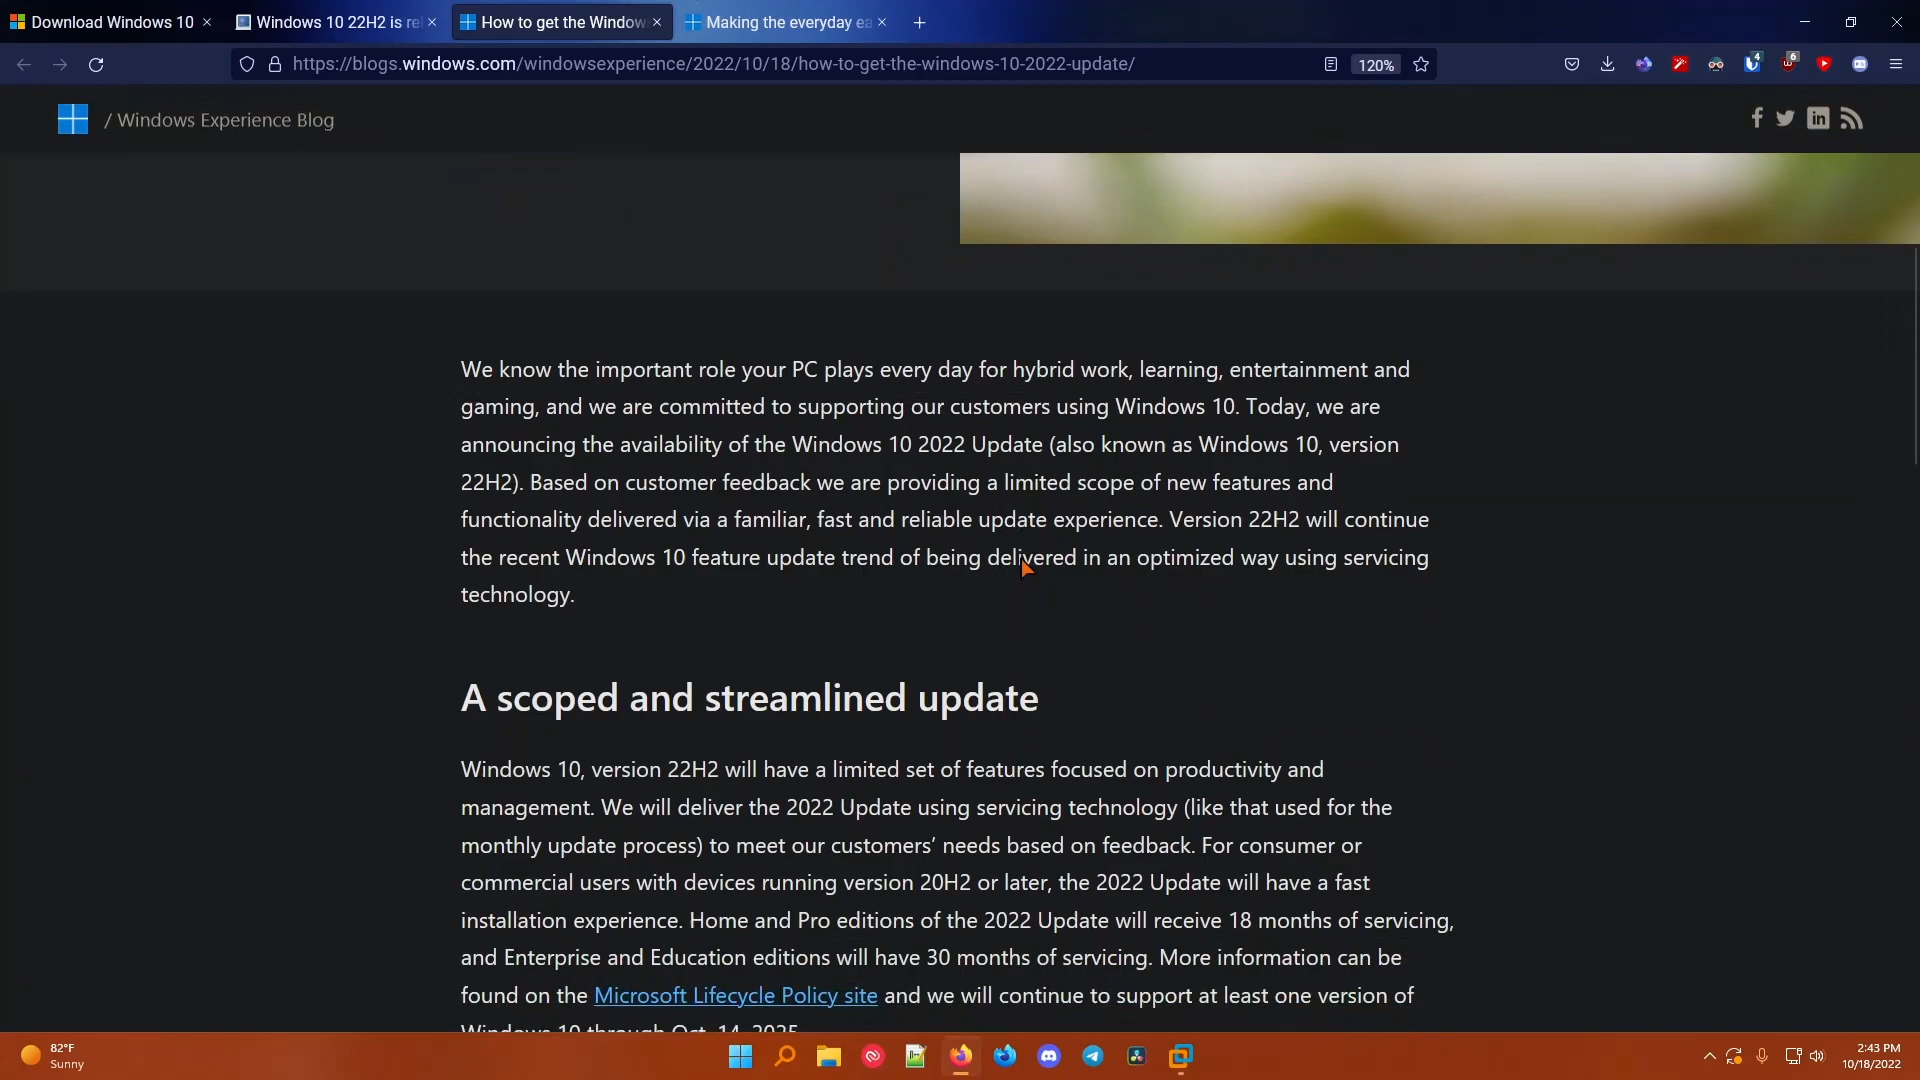 Download Windows 10
Windows 10 22H2 is re
How to get the Window
Making the everyday ea
https://blogs.windows.com/windowsexperience/2022/10/18/how-to-get-the-windows-10-2022-update/
120%
4
6
/ Windows Experience Blog
We know the important role your PC plays every day for hybrid work, learning, entertainment and
gaming, and we are committed to supporting our customers using Windows 10. Today, we are
announcing the availability of the Windows 10 2022 Update (also known as Windows 10, version
22H2). Based on customer feedback we are providing a limited scope of new features and
functionality delivered via a familiar, fast and reliable update experience. Version 22H2 will continue
the recent Windows 10 feature update trend of being delivered in an optimized way using servicing
technology.
A scoped and streamlined update
Windows 10, version 22H2 will have a limited set of features focused on productivity and
management. We will deliver the 2022 Update using servicing technology (like that used for the
monthly update process) to meet our customers’ needs based on feedback. For consumer or
commercial users with devices running version 20H2 or later, the 2022 Update will have a fast
installation experience. Home and Pro editions of the 2022 Update will receive 18 months of servicing,
and Enterprise and Education editions will have 30 months of servicing. More information can be
found on the Microsoft Lifecycle Policy site and we will continue to support at least one version of
Windows 10 through Oct. 14, 2025.
82°F
Sunny
2:43 PM
10/18/2022